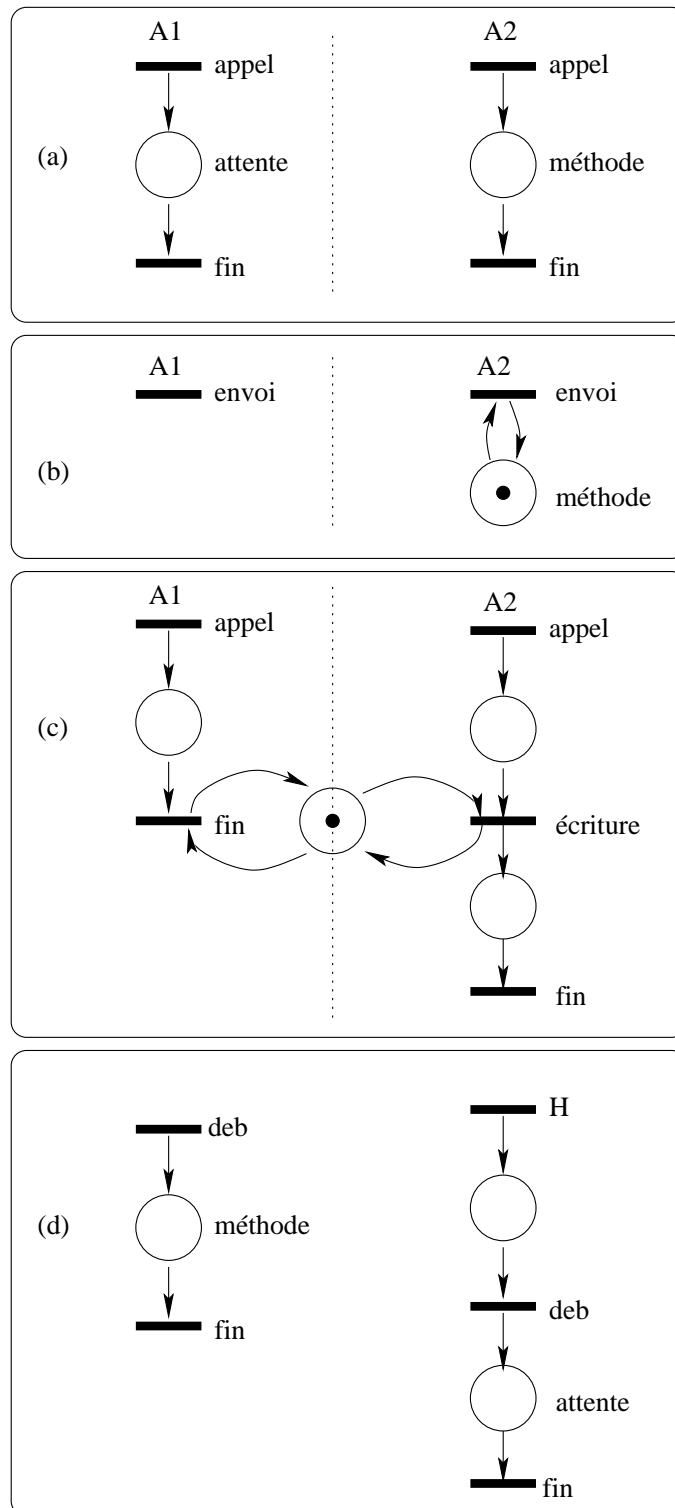 A1 A2
appel appel
(a) attente méthode
fin fin
A1 A2
envoi envoi
(b) méthode
A1 A2
appel appel
(c)
fin écriture
fin
deb H
(d) méthode
deb
fin
attente
fin